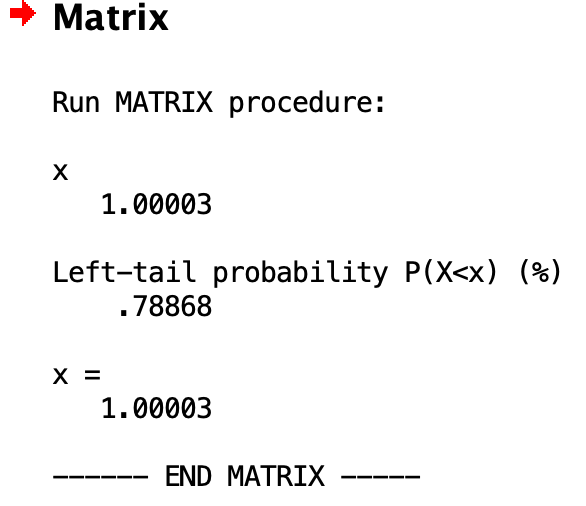 Matrix
Run MATRIX procedure:
x
1.00003
Left-tail probability P(X<x) (%)
.78868
x =
1.00003
------ END MATRIX -----